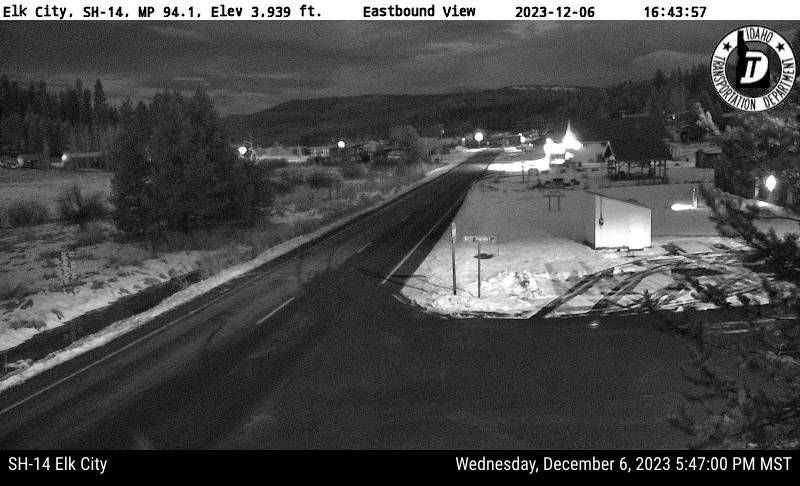 Elk City, SH-14, MP 94.1, Elev 3,939 ft. Eastbound View 2023-12-06 16:43:57
IDAHO
TRANSPORTATION DEPARTMENT
SH-14 Elk City Wednesday, December 6, 2023 5:47:00 PM MST